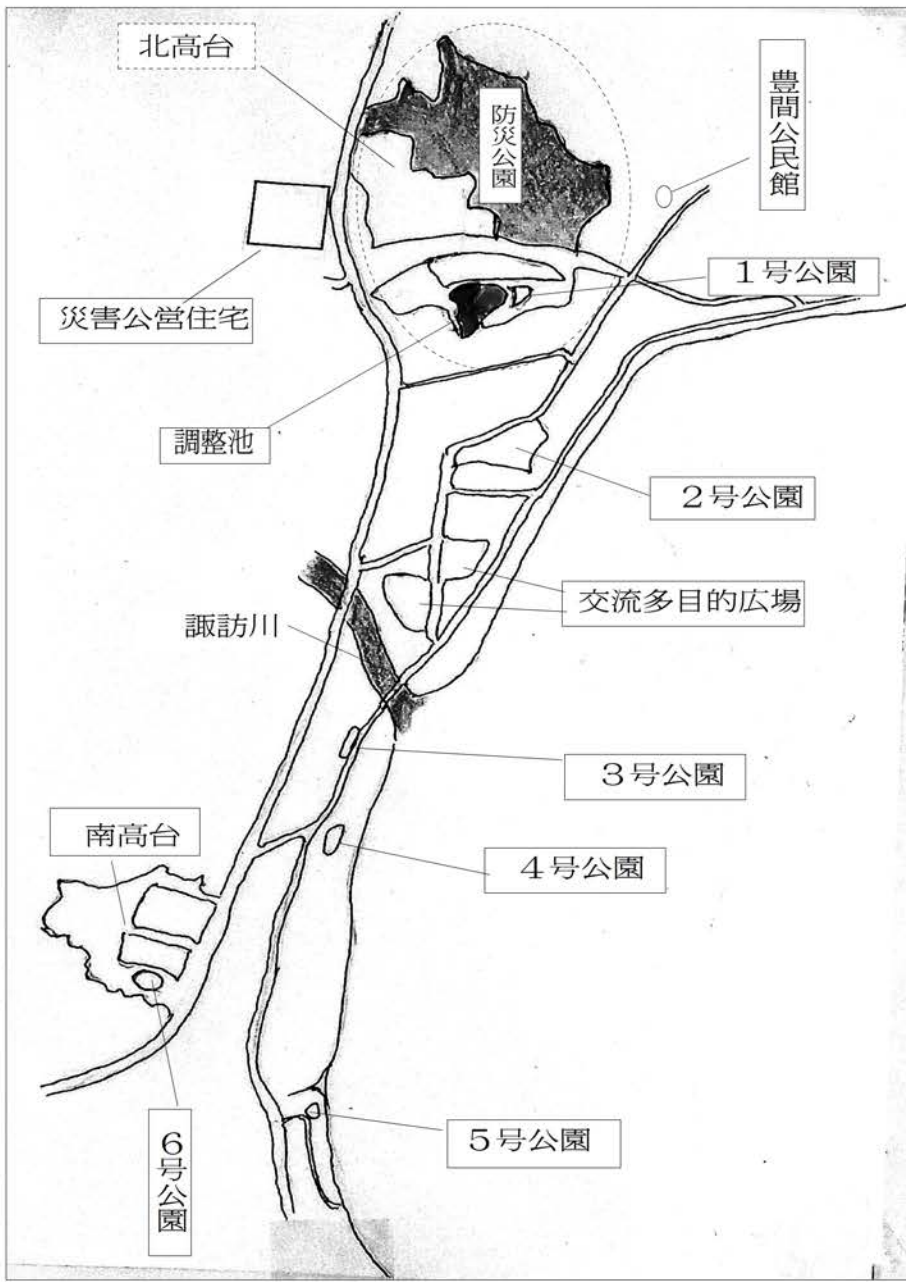 北高台
防災公園
豊間公民館
1号公園
災害公営住宅
調整池
2号公園
交流多目的広場
諏訪川
3号公園
南高台
4号公園
5号公園
6号公園